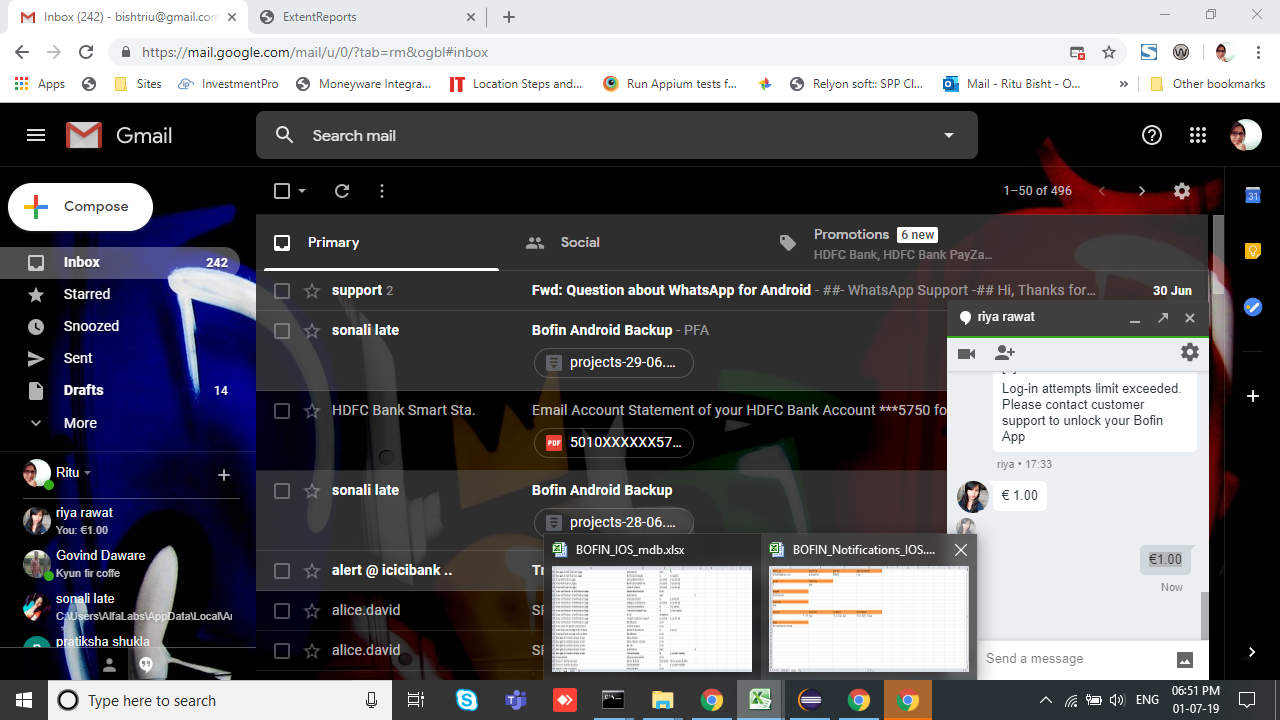 Inbox (242) - bishtriu@gmail.com
ExtentReports
https://mail.google.com/mail/u/0/?tab=rm&ogbl#inbox
Apps
Sites
InvestmentPro
Moneyware Integra...
IT
Location Steps and...
Run Appium tests f...
Relyon soft:: SPP Cl...
Mail - Ritu Bisht - O...
»
Other bookmarks
Gmail
Search mail
Compose
1–50 of 496
31
Primary
Social
Promotions 6 new
HDFC Bank, HDFC Bank PayZa...
Inbox 242
Starred
Snoozed
Sent
Drafts 14
More
support 2 Fwd: Question about WhatsApp for Android - ##- WhatsApp Support -## Hi, Thanks for... 30 Jun
sonali late Bofin Android Backup - PFA
projects-29-06....
HDFC Bank Smart Sta. Email Account Statement of your HDFC Bank Account ***5750 fo
PDF 5010XXXXXX57...
sonali late Bofin Android Backup
projects-28-06....
alert @ icicibank .. Tr
alice.david
alice.david
Ritu
riya rawat
You: €1.00
Govind Daware
Kyun fir coffe
sonali late
pratiksha shukla
riya rawat
Log-in attempts limit exceeded.
Please contact customer
support to unlock your Bofin
App
riya • 17:33
€ 1.00
€1.00
Now
Send a message
BOFIN_IOS_mdb.xlsx
BOFIN_Notifications_IOS....
Type here to search
ENG
06:51 PM
01-07-19